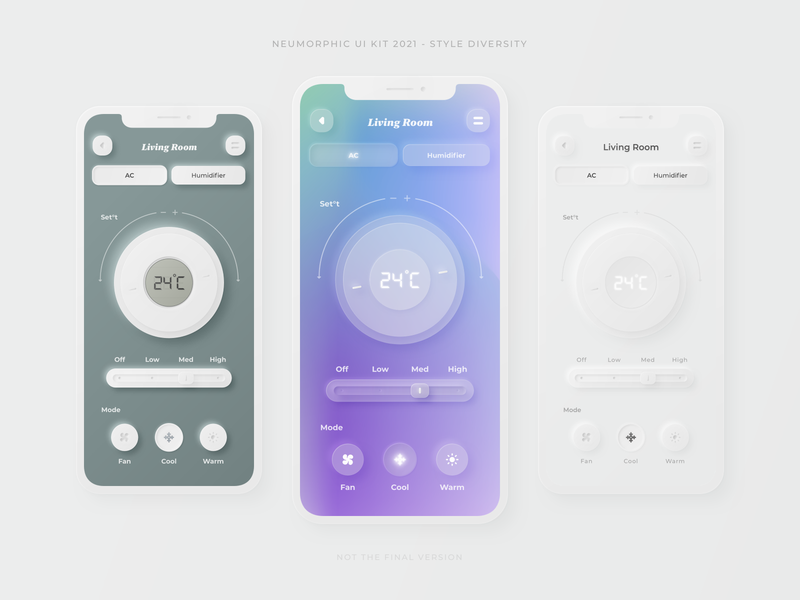 NEUMORPHIC UI KIT 2021 - STYLE DIVERSITY
Living Room
AC Humidifier
Set°t
− +
24°C
Off Low Med High
Mode
Fan Cool Warm
Living Room
AC Humidifier
Set°t
− +
24°C
Off Low Med High
Mode
Fan Cool Warm
Living Room
AC Humidifier
Set°t
− +
24°C
Off Low Med High
Mode
Fan Cool Warm
NOT THE FINAL VERSION